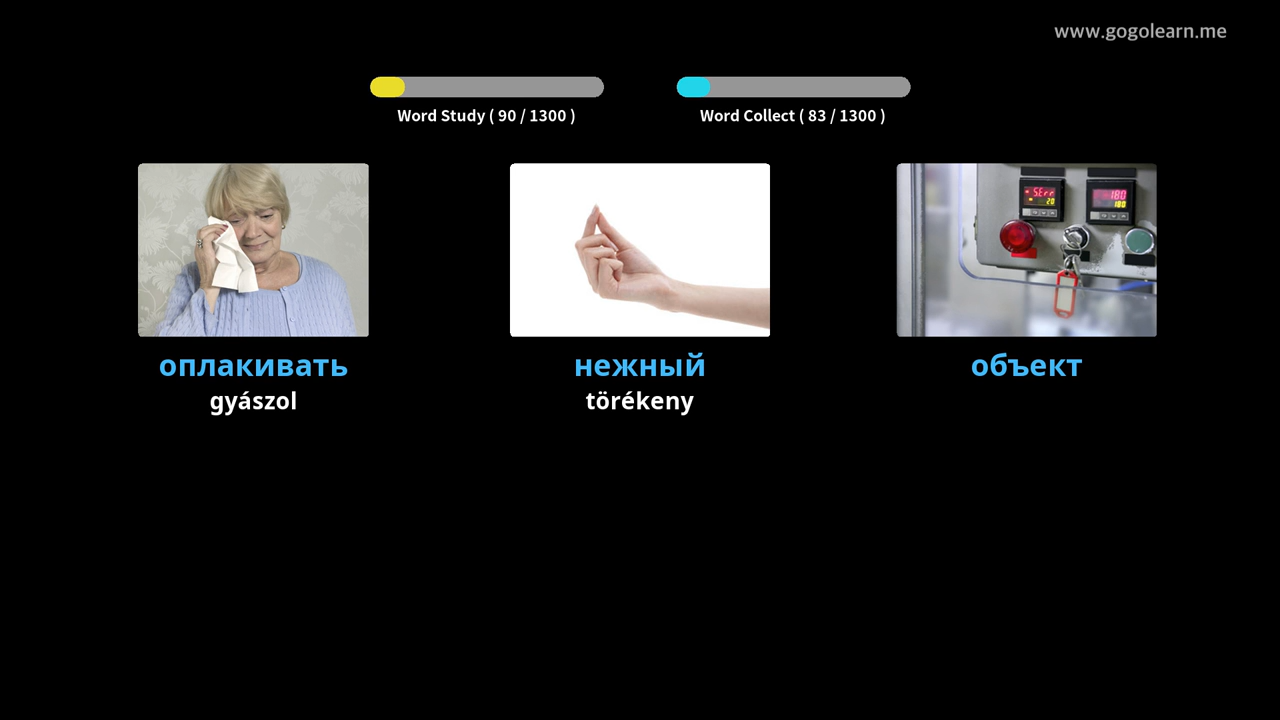 www.gogolearn.me
Word Study ( 90 / 1300 )
Word Collect ( 83 / 1300 )
оплакивать
gyászol
нежный
törékeny
объект